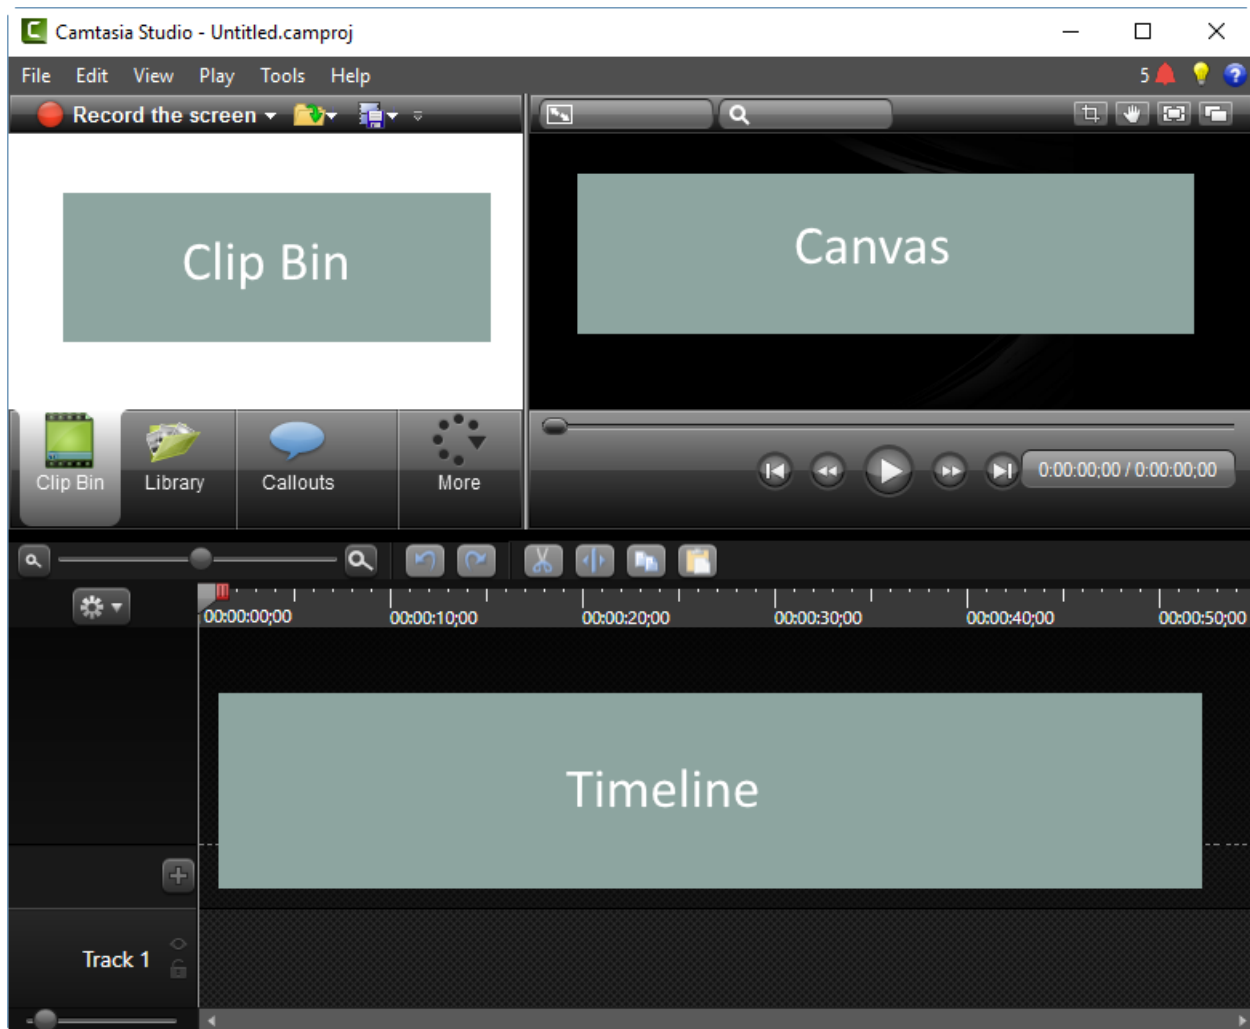 Camtasia Studio - Untitled.camproj
File Edit View Play Tools Help
5
Record the screen
Clip Bin
Canvas
Clip Bin
Library
Callouts
More
0:00:00;00 / 0:00:00;00
00:00:00;00 00:00:10;00 00:00:20;00 00:00:30;00 00:00:40;00 00:00:50;00
Timeline
Track 1